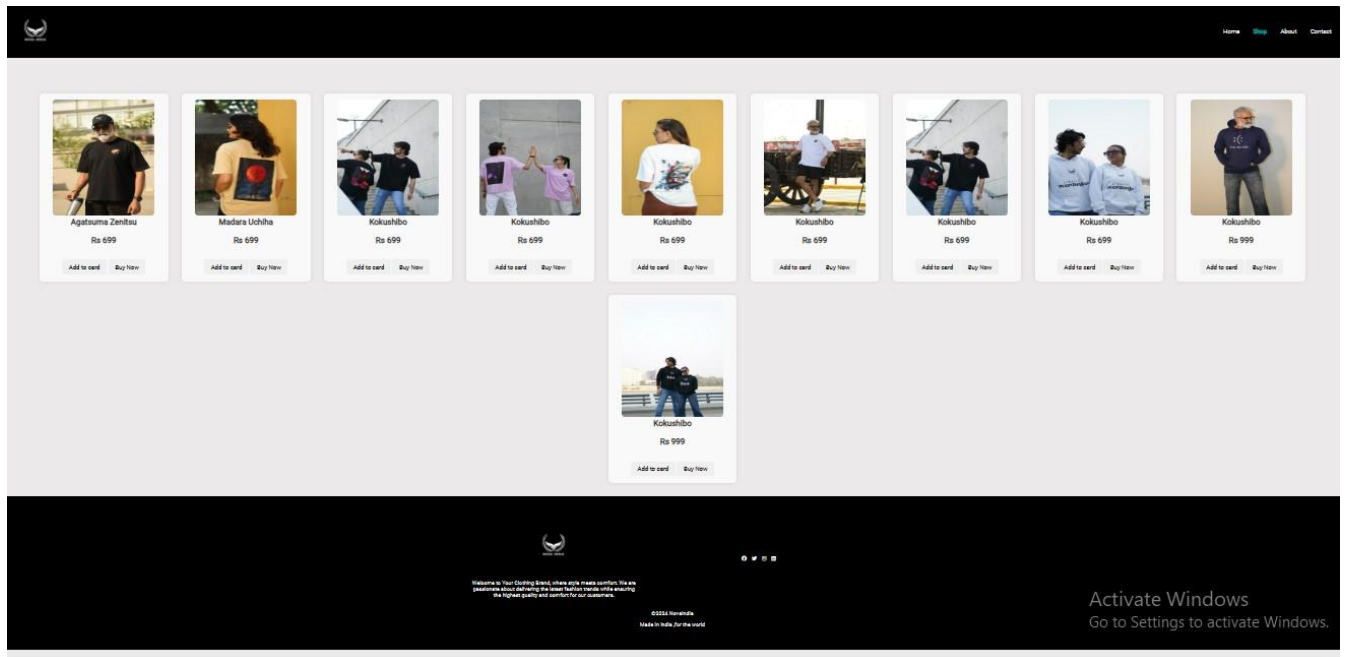 Home Shop About Contact
Agatsuma Zenitsu
Rs 699
Add to card Buy Now
Madara Uchiha
Rs 699
Add to card Buy Now
Kokushibo
Rs 699
Add to card Buy Now
Kokushibo
Rs 699
Add to card Buy Now
Kokushibo
Rs 699
Add to card Buy Now
Kokushibo
Rs 699
Add to card Buy Now
Kokushibo
Rs 699
Add to card Buy Now
Kokushibo
Rs 699
Add to card Buy Now
Kokushibo
Rs 999
Add to card Buy Now
Kokushibo
Rs 999
Add to card Buy Now
Welcome to Your Clothing Brand, where style meets comfort. We are
passionate about delivering the latest fashion trends while ensuring
the highest quality and comfort for our customers.
©2024 NovaIndia
Made in India ,for the world
Activate Windows
Go to Settings to activate Windows.